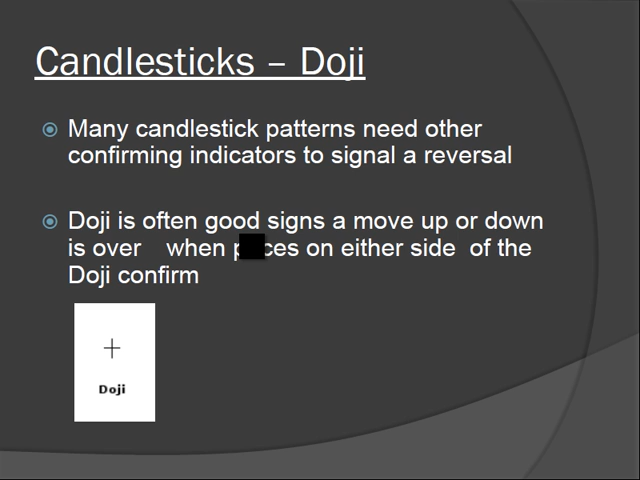 Candlesticks – Doji
Many candlestick patterns need other
confirming indicators to signal a reversal
Doji is often good signs a move up or down
is over when on either side of the
Doji confirm
Doji